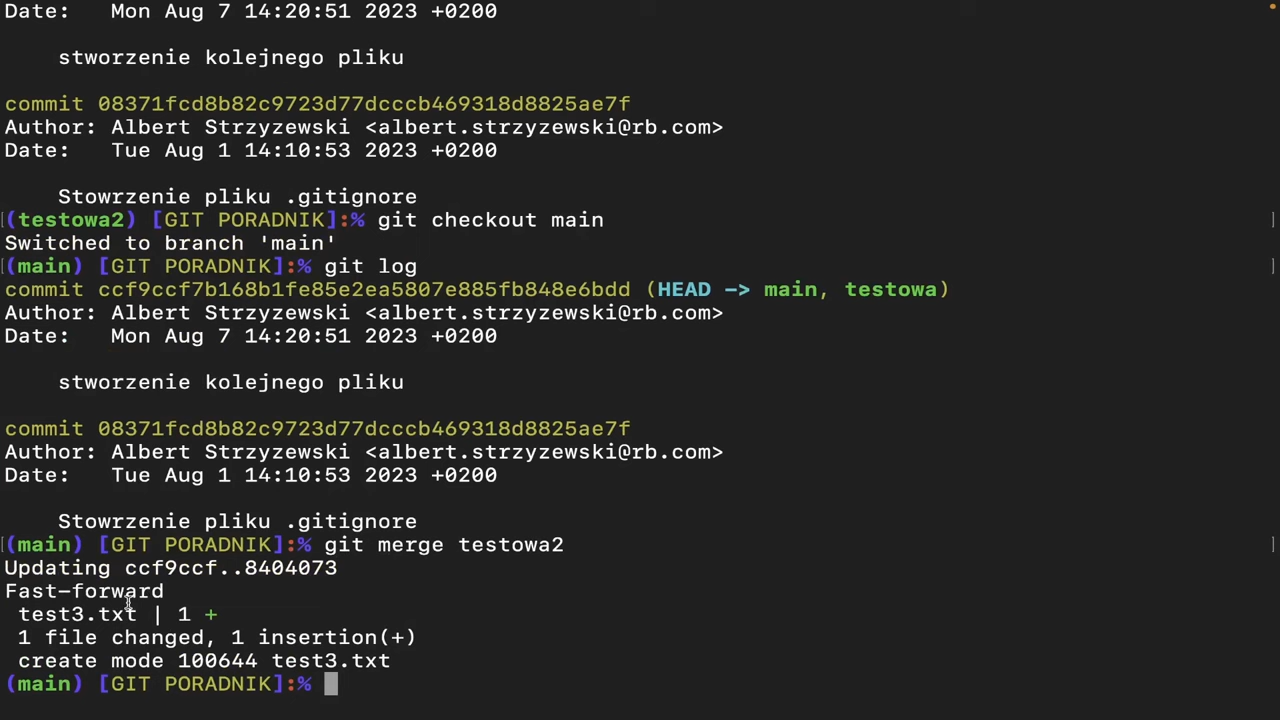 Date:   Mon Aug 7 14:20:51 2023 +0200
stworzenie kolejnego pliku
commit 08371fcd8b82c9723d77dcccb469318d8825ae7f
Author: Albert Strzyzewski <albert.strzyzewski@rb.com>
Date:   Tue Aug 1 14:10:53 2023 +0200
Stowrzenie pliku .gitignore
(testowa2) [GIT PORADNIK]:% git checkout main
Switched to branch 'main'
(main) [GIT PORADNIK]:% git log
commit ccf9ccf7b168b1fe85e2ea5807e885fb848e6bdd (HEAD -> main, testowa)
Author: Albert Strzyzewski <albert.strzyzewski@rb.com>
Date:   Mon Aug 7 14:20:51 2023 +0200
stworzenie kolejnego pliku
commit 08371fcd8b82c9723d77dcccb469318d8825ae7f
Author: Albert Strzyzewski <albert.strzyzewski@rb.com>
Date:   Tue Aug 1 14:10:53 2023 +0200
Stowrzenie pliku .gitignore
(main) [GIT PORADNIK]:% git merge testowa2
Updating ccf9ccf..8404073
Fast-forward
test3.txt | 1 +
1 file changed, 1 insertion(+)
create mode 100644 test3.txt
(main) [GIT PORADNIK]:%